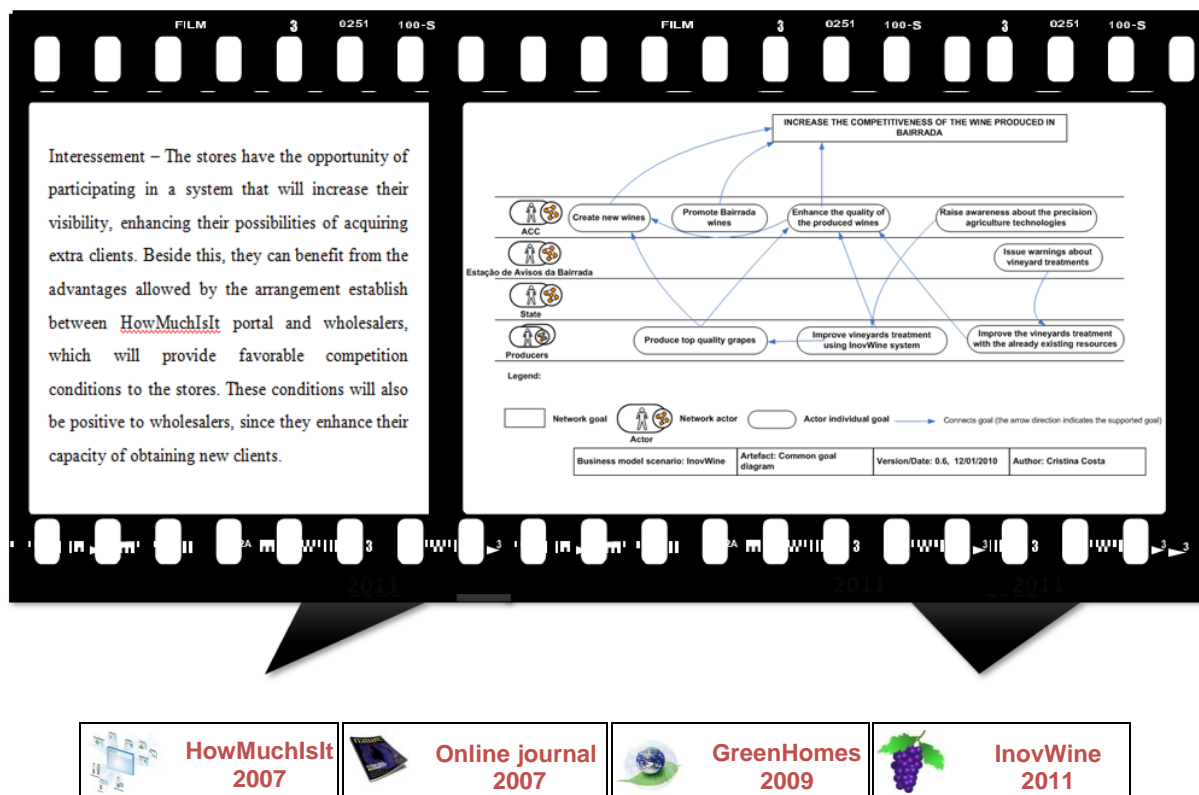 FILM 3 0251 100-S FILM 3 0251 100-S 3 0251 100-S
Interessement – The stores have the opportunity of
participating in a system that will increase their
visibility, enhancing their possibilities of acquiring
extra clients. Beside this, they can benefit from the
advantages allowed by the arrangement establish
between HowMuchIsIt portal and wholesalers,
which will provide favorable competition
conditions to the stores. These conditions will also
be positive to wholesalers, since they enhance their
capacity of obtaining new clients.
INCREASE THE COMPETITIVENESS OF THE WINE PRODUCED IN
BAIRRADA
ACC
Create new wines
Promote Bairrada
wines
Enhance the quality of
the produced wines
Raise awareness about the precision
agriculture technologies
Estação de Avisos da Bairrada
Issue warnings about
vineyard treatments
State
Producers
Produce top quality grapes
Improve vineyards treatment
using InovWine system
Improve the vineyards treatment
with the already existing resources
Legend:
Network goal
Actor
Network actor
Actor individual goal
Connects goal (the arrow direction indicates the supported goal)
Business model scenario: InovWine
Artefact: Common goal
diagram
Version/Date: 0.6, 12/01/2010
Author: Cristina Costa
2A 3 3 2A 3 3 3 3 3
2011 2011 2011
HowMuchIsIt
2007
Online journal
2007
GreenHomes
2009
InovWine
2011